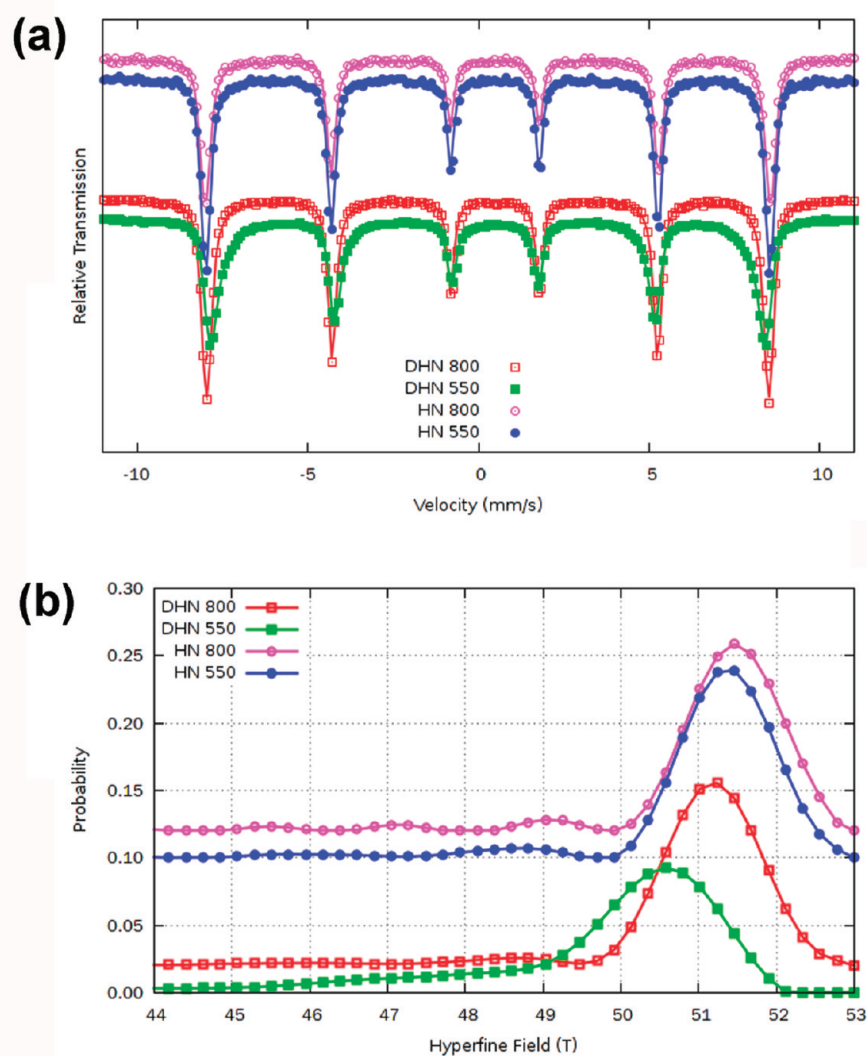 (a)
Relative Transmission
DHN 800
DHN 550
HN 800
HN 550
-10 -5 0 5 10
Velocity (mm/s)
(b)
0.30
0.25
0.20
0.15
0.10
0.05
0.00
Probability
DHN 800
DHN 550
HN 800
HN 550
44 45 46 47 48 49 50 51 52 53
Hyperfine Field (T)